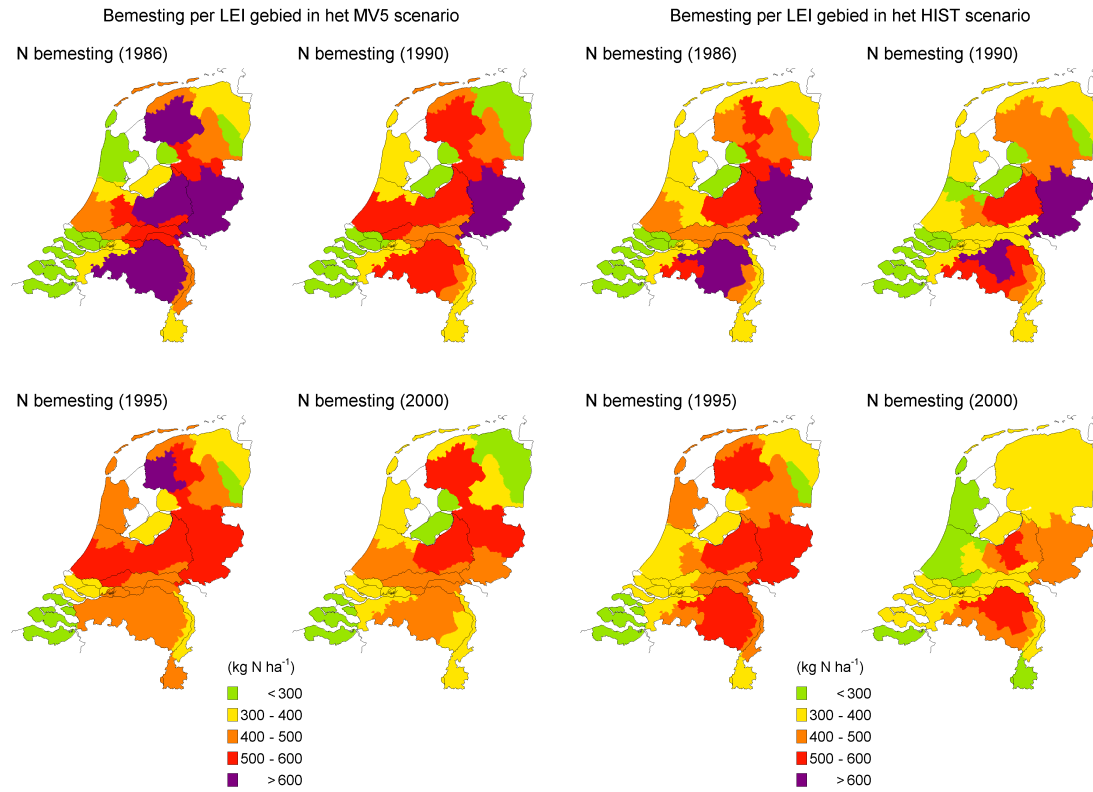 Bemesting per LEI gebied in het MV5 scenario
Bemesting per LEI gebied in het HIST scenario
N bemesting (1986)
N bemesting (1990)
N bemesting (1986)
N bemesting (1990)
N bemesting (1995)
N bemesting (2000)
N bemesting (1995)
N bemesting (2000)
(kg N ha⁻¹)
< 300
300 - 400
400 - 500
500 - 600
> 600
(kg N ha⁻¹)
< 300
300 - 400
400 - 500
500 - 600
> 600